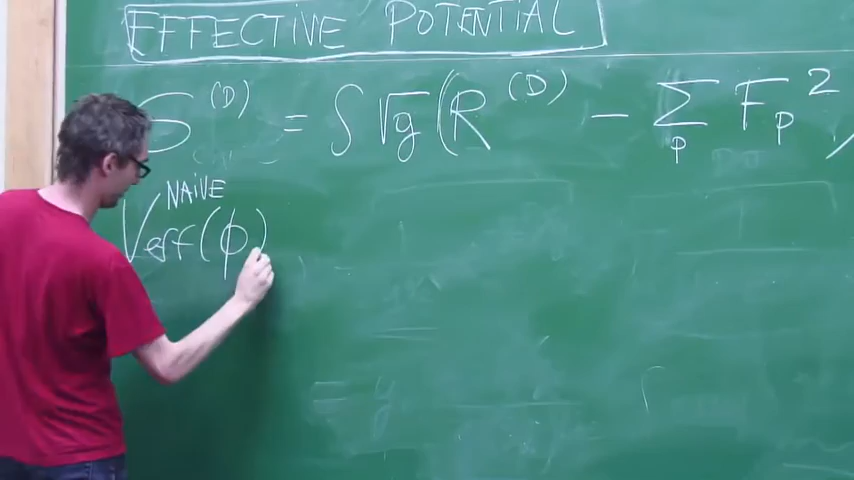 EFFECTIVE POTENTIAL
S^(D) = ∫ √g (R^(D) - Σ_p F_p^2)
V_eff^NAIVE(φ)